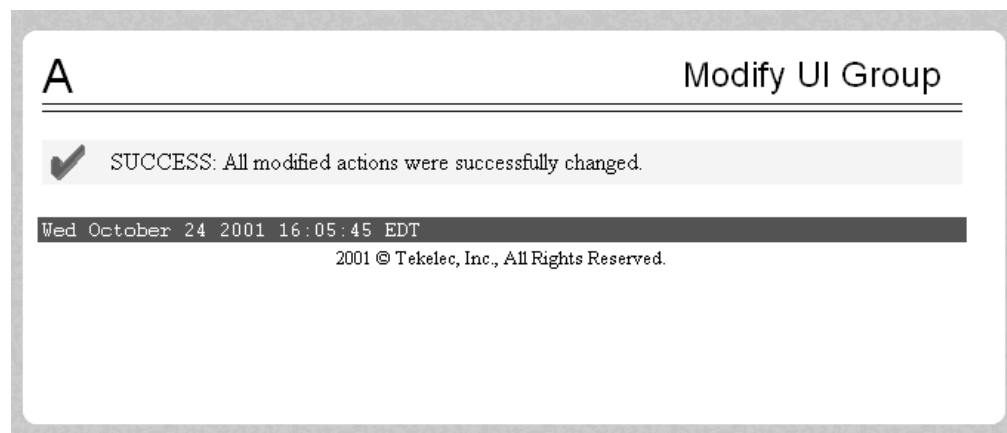 A
Modify UI Group
SUCCESS: All modified actions were successfully changed.
Wed October 24 2001 16:05:45 EDT
2001 © Tekelec, Inc., All Rights Reserved.